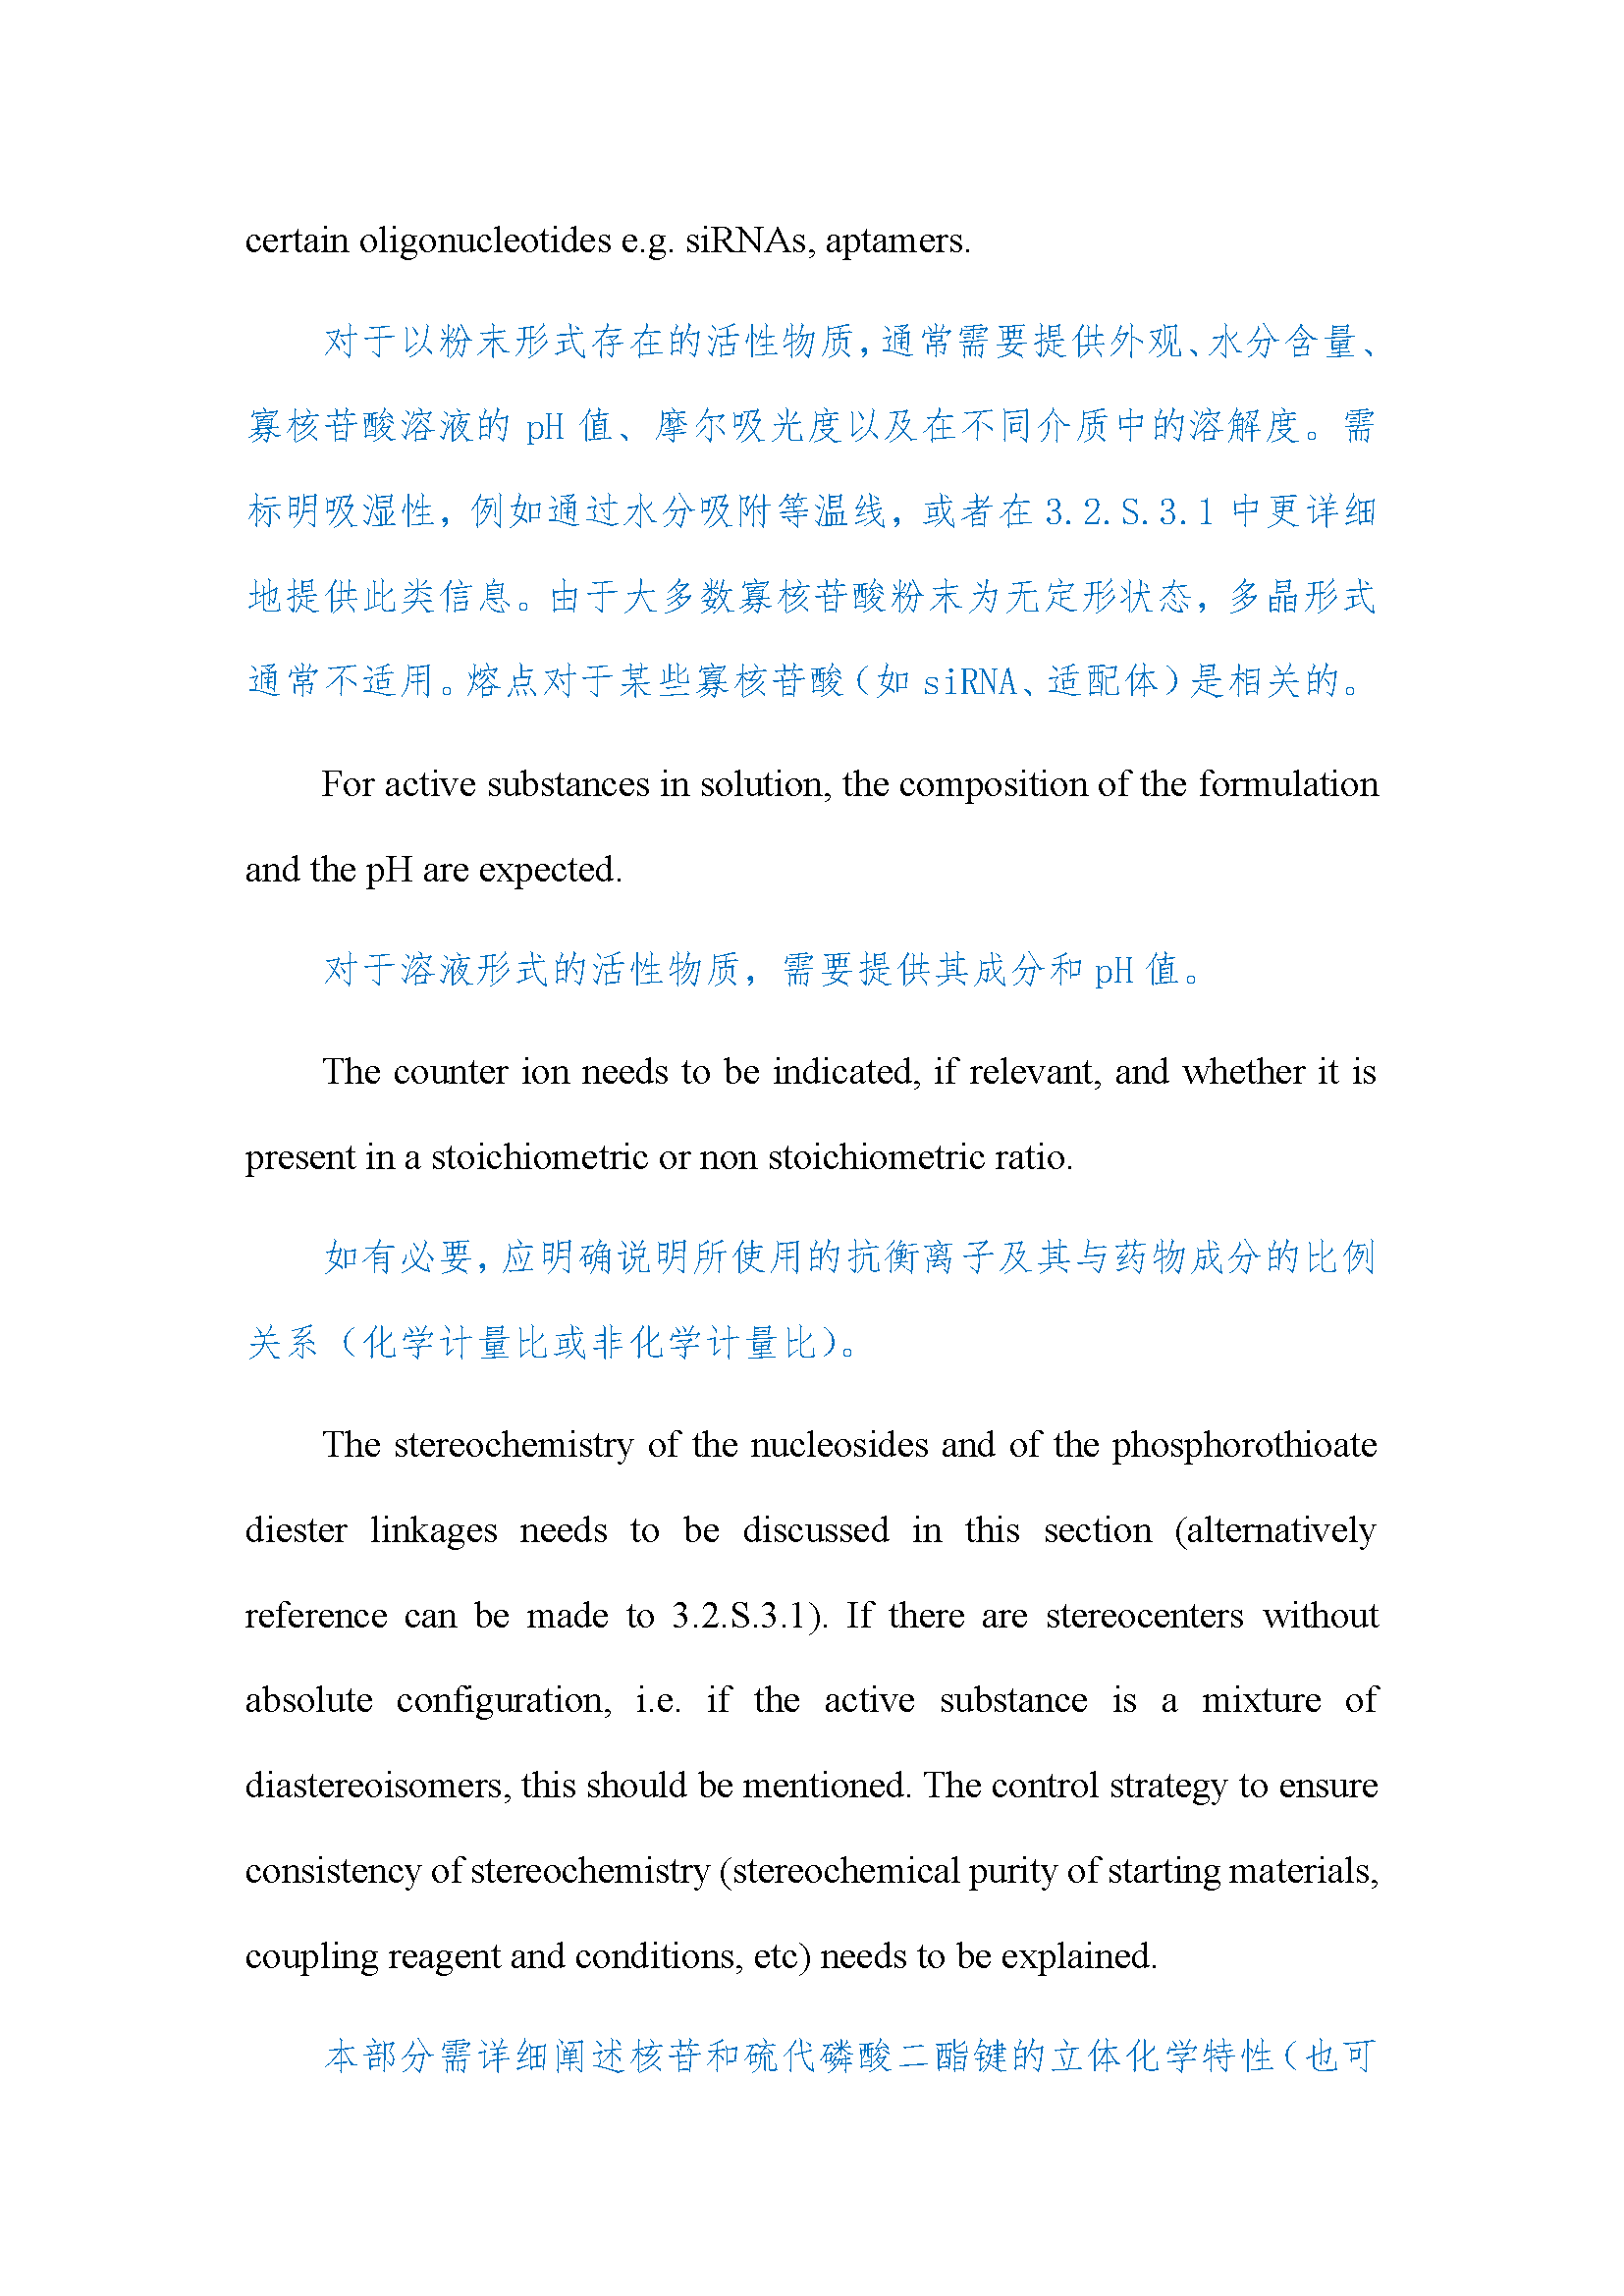 certain oligonucleotides e.g. siRNAs, aptamers.
对于以粉末形式存在的活性物质，通常需要提供外观、水分含量、
寡核苷酸溶液的 pH 值、摩尔吸光度以及在不同介质中的溶解度。需
标明吸湿性，例如通过水分吸附等温线，或者在 3.2.S.3.1 中更详细
地提供此类信息。由于大多数寡核苷酸粉末为无定形状态，多晶形式
通常不适用。熔点对于某些寡核苷酸（如 siRNA、适配体）是相关的。
For active substances in solution, the composition of the formulation
and the pH are expected.
对于溶液形式的活性物质，需要提供其成分和 pH 值。
The counter ion needs to be indicated, if relevant, and whether it is
present in a stoichiometric or non stoichiometric ratio.
如有必要，应明确说明所使用的抗衡离子及其与药物成分的比例
关系（化学计量比或非化学计量比）。
The stereochemistry of the nucleosides and of the phosphorothioate
diester linkages needs to be discussed in this section (alternatively
reference can be made to 3.2.S.3.1). If there are stereocenters without
absolute configuration, i.e. if the active substance is a mixture of
diastereoisomers, this should be mentioned. The control strategy to ensure
consistency of stereochemistry (stereochemical purity of starting materials,
coupling reagent and conditions, etc) needs to be explained.
本部分需详细阐述核苷和硫代磷酸二酯键的立体化学特性（也可